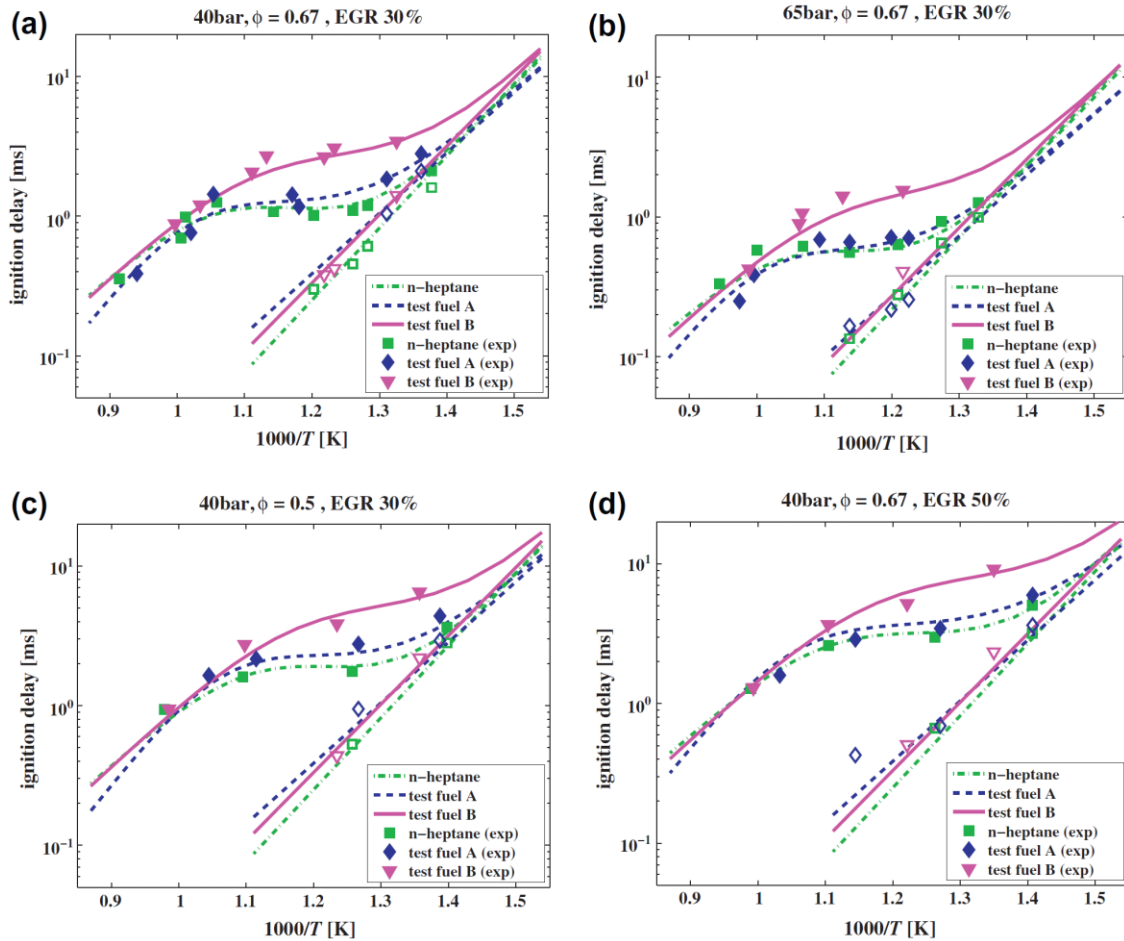 (a)
40bar, ϕ = 0.67 , EGR 30%
ignition delay [ms]
10^1
10^0
10^-1
n-heptane
test fuel A
test fuel B
n-heptane (exp)
test fuel A (exp)
test fuel B (exp)
0.9 1 1.1 1.2 1.3 1.4 1.5
1000/T [K]
(b)
65bar, ϕ = 0.67 , EGR 30%
ignition delay [ms]
10^1
10^0
10^-1
n-heptane
test fuel A
test fuel B
n-heptane (exp)
test fuel A (exp)
test fuel B (exp)
0.9 1 1.1 1.2 1.3 1.4 1.5
1000/T [K]
(c)
40bar, ϕ = 0.5 , EGR 30%
ignition delay [ms]
10^1
10^0
10^-1
n-heptane
test fuel A
test fuel B
n-heptane (exp)
test fuel A (exp)
test fuel B (exp)
0.9 1 1.1 1.2 1.3 1.4 1.5
1000/T [K]
(d)
40bar, ϕ = 0.67 , EGR 50%
ignition delay [ms]
10^1
10^0
10^-1
n-heptane
test fuel A
test fuel B
n-heptane (exp)
test fuel A (exp)
test fuel B (exp)
0.9 1 1.1 1.2 1.3 1.4 1.5
1000/T [K]